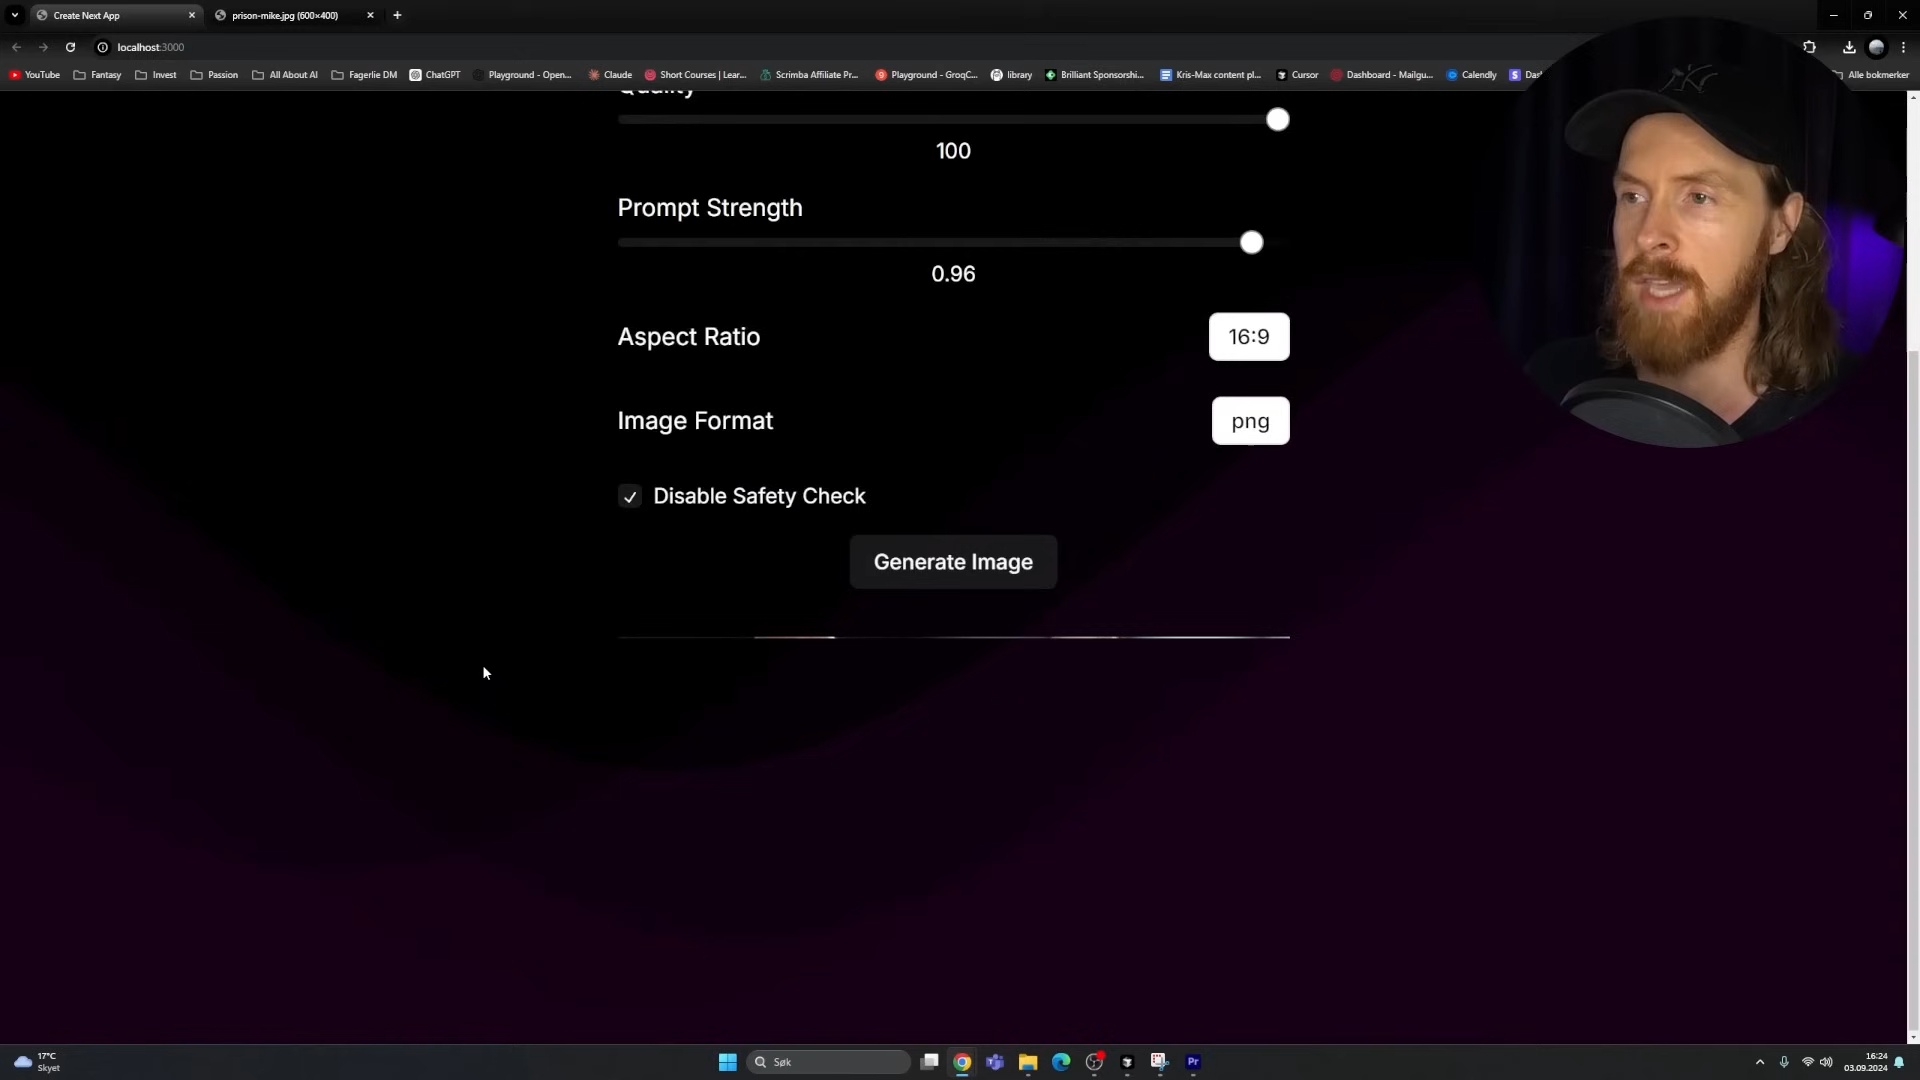 Create Next App
prison-mike.jpg (600×400)
localhost:3000
YouTube
Fantasy
Invest
Passion
All About AI
Fagerlie DM
ChatGPT
Playground - Open...
Claude
Short Courses | Lear...
Scrimba Affiliate Pr...
Playground - GroqC...
library
Brilliant Sponsorshi...
Kris-Max content pl...
Cursor
Dashboard - Mailgu...
Calendly
Alle bokmerker
Quality
100
Prompt Strength
0.96
Aspect Ratio
16:9
Image Format
png
Disable Safety Check
Generate Image
17°C
Skyet
Søk
Pr
16:24
03.09.2024